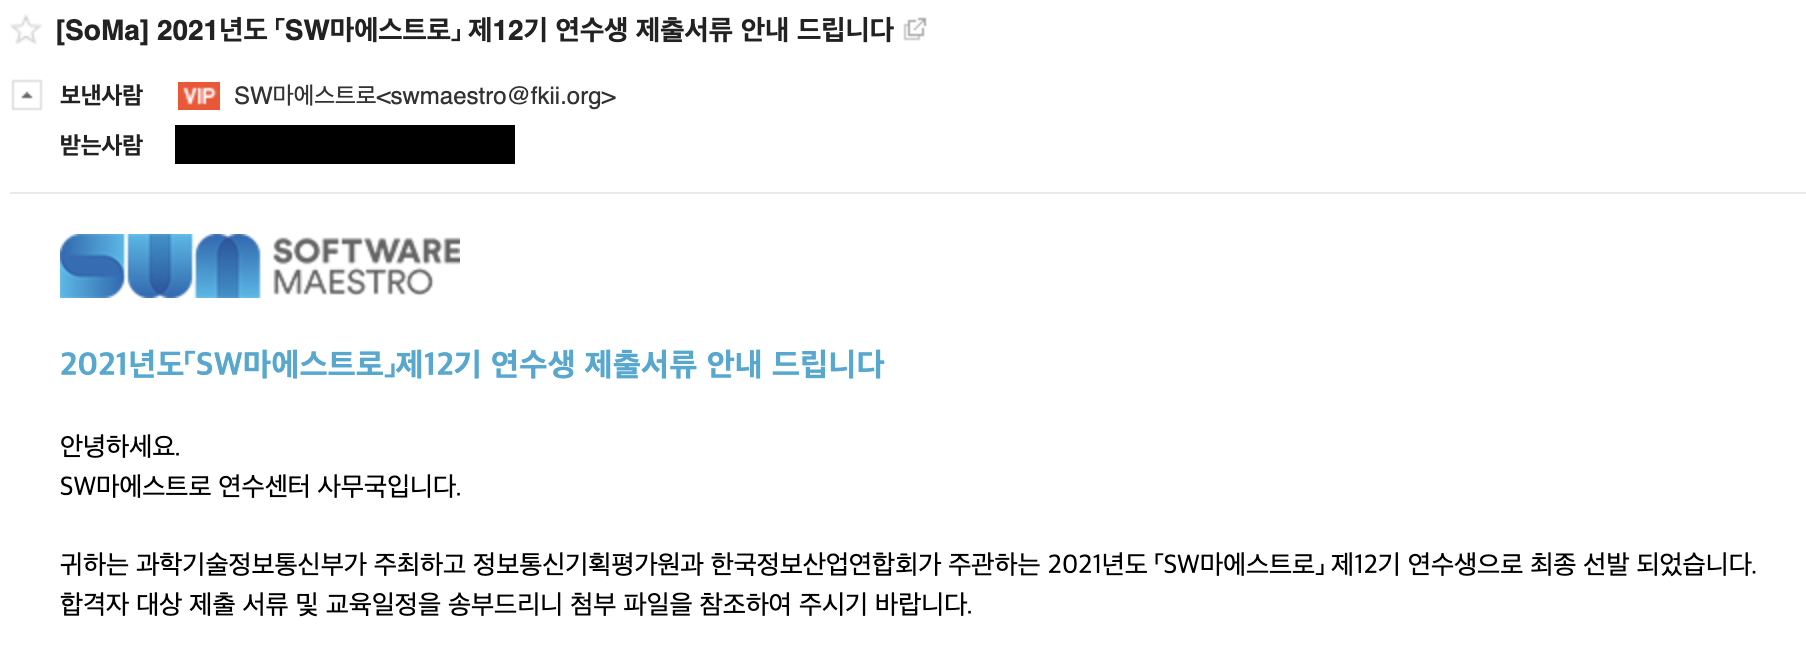 [SoMa] 2021년도 「SW마에스트로」 제12기 연수생 제출서류 안내 드립니다
보낸사람 VIP SW마에스트로<swmaestro@fkii.org>
받는사람
SWM SOFTWARE
MAESTRO
2021년도「SW마에스트로」제12기 연수생 제출서류 안내 드립니다
안녕하세요.
SW마에스트로 연수센터 사무국입니다.
귀하는 과학기술정보통신부가 주최하고 정보통신기획평가원과 한국정보산업연합회가 주관하는 2021년도 「SW마에스트로」 제12기 연수생으로 최종 선발 되었습니다.
합격자 대상 제출 서류 및 교육일정을 송부드리니 첨부 파일을 참조하여 주시기 바랍니다.